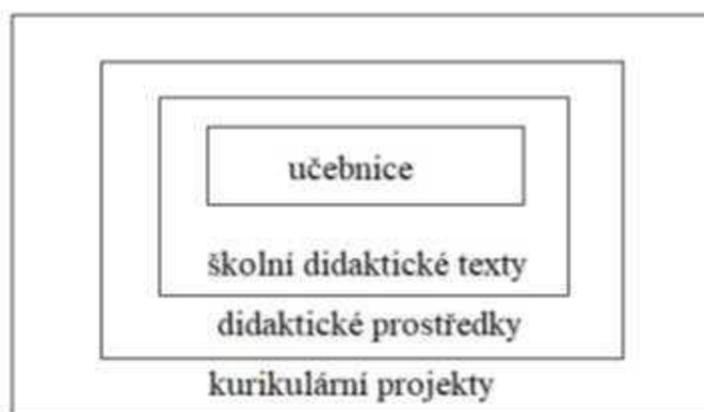 učebnice
školní didaktické texty
didaktické prostředky
kurikulární projekty